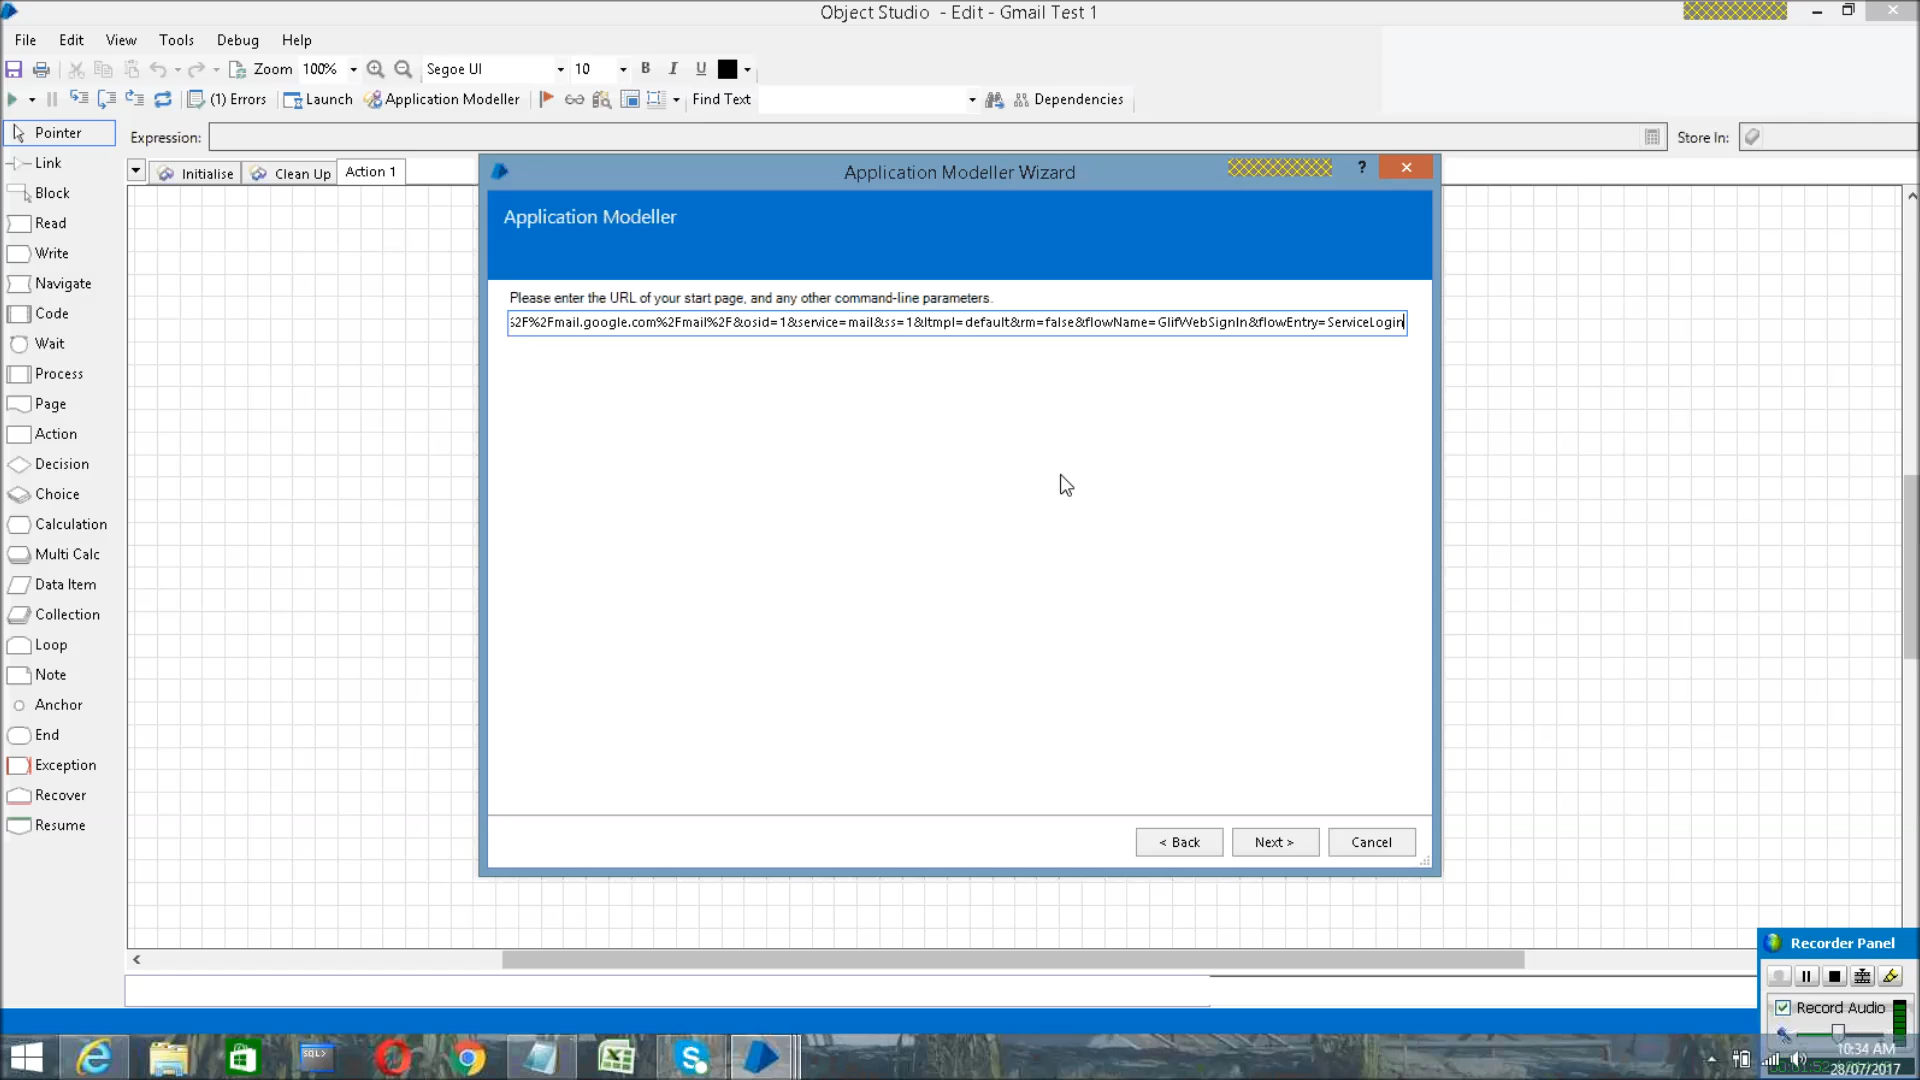 Object Studio - Edit - Gmail Test 1
File Edit View Tools Debug Help
Zoom 100% Segoe UI 10 B I U
(1) Errors Launch Application Modeller Find Text Dependencies
Pointer
Expression:
Store In:
Link
Initialise Clean Up Action 1
Application Modeller Wizard ?
Block
Application Modeller
Read
Write
Navigate
Please enter the URL of your start page, and any other command-line parameters.
Code
%2F%2Fmail.google.com%2Fmail%2F&osid=1&service=mail&ss=1&ltmpl=default&rm=false&flowName=GlifWebSignIn&flowEntry=ServiceLogin
Wait
Process
Page
Action
Decision
Choice
Calculation
Multi Calc
Data Item
Collection
Loop
Note
Anchor
End
Exception
Recover
Resume
< Back Next > Cancel
Recorder Panel
Record Audio
SQL>
10:34 AM
28/07/2017